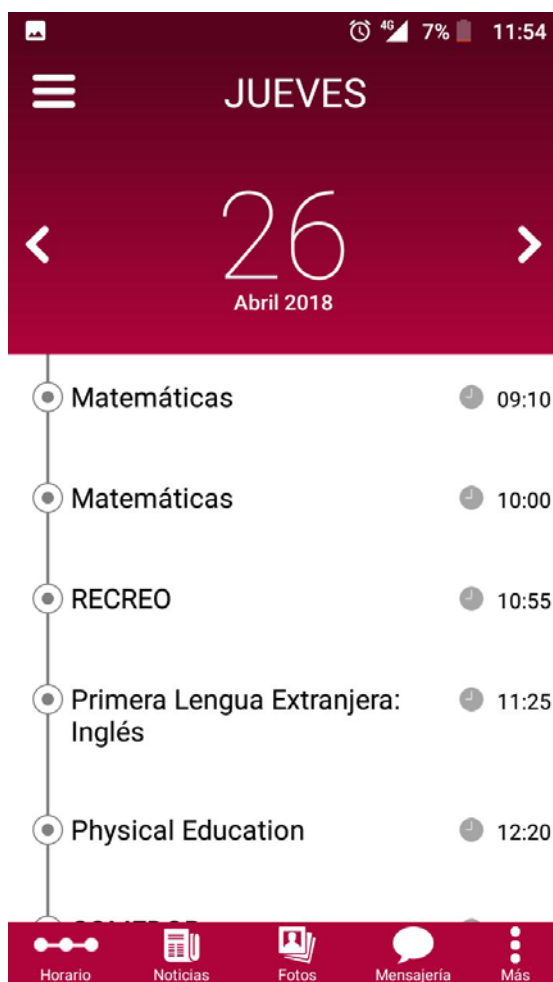 4G 7% 11:54
JUEVES
26
Abril 2018
Matemáticas 09:10
Matemáticas 10:00
RECREO 10:55
Primera Lengua Extranjera: 11:25
Inglés
Physical Education 12:20
Horario Noticias Fotos Mensajería Más